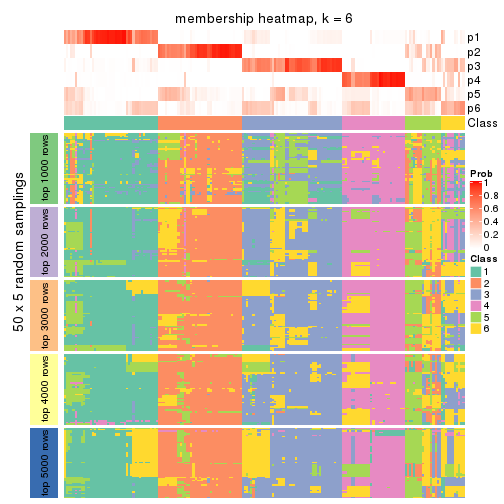 membership heatmap, k = 6
p1
p2
p3
p4
p5
p6
Class
50 x 5 random samplings
top 1000 rows
top 2000 rows
top 3000 rows
top 4000 rows
top 5000 rows
Prob
1
0.8
0.6
0.4
0.2
0
Class
1
2
3
4
5
6